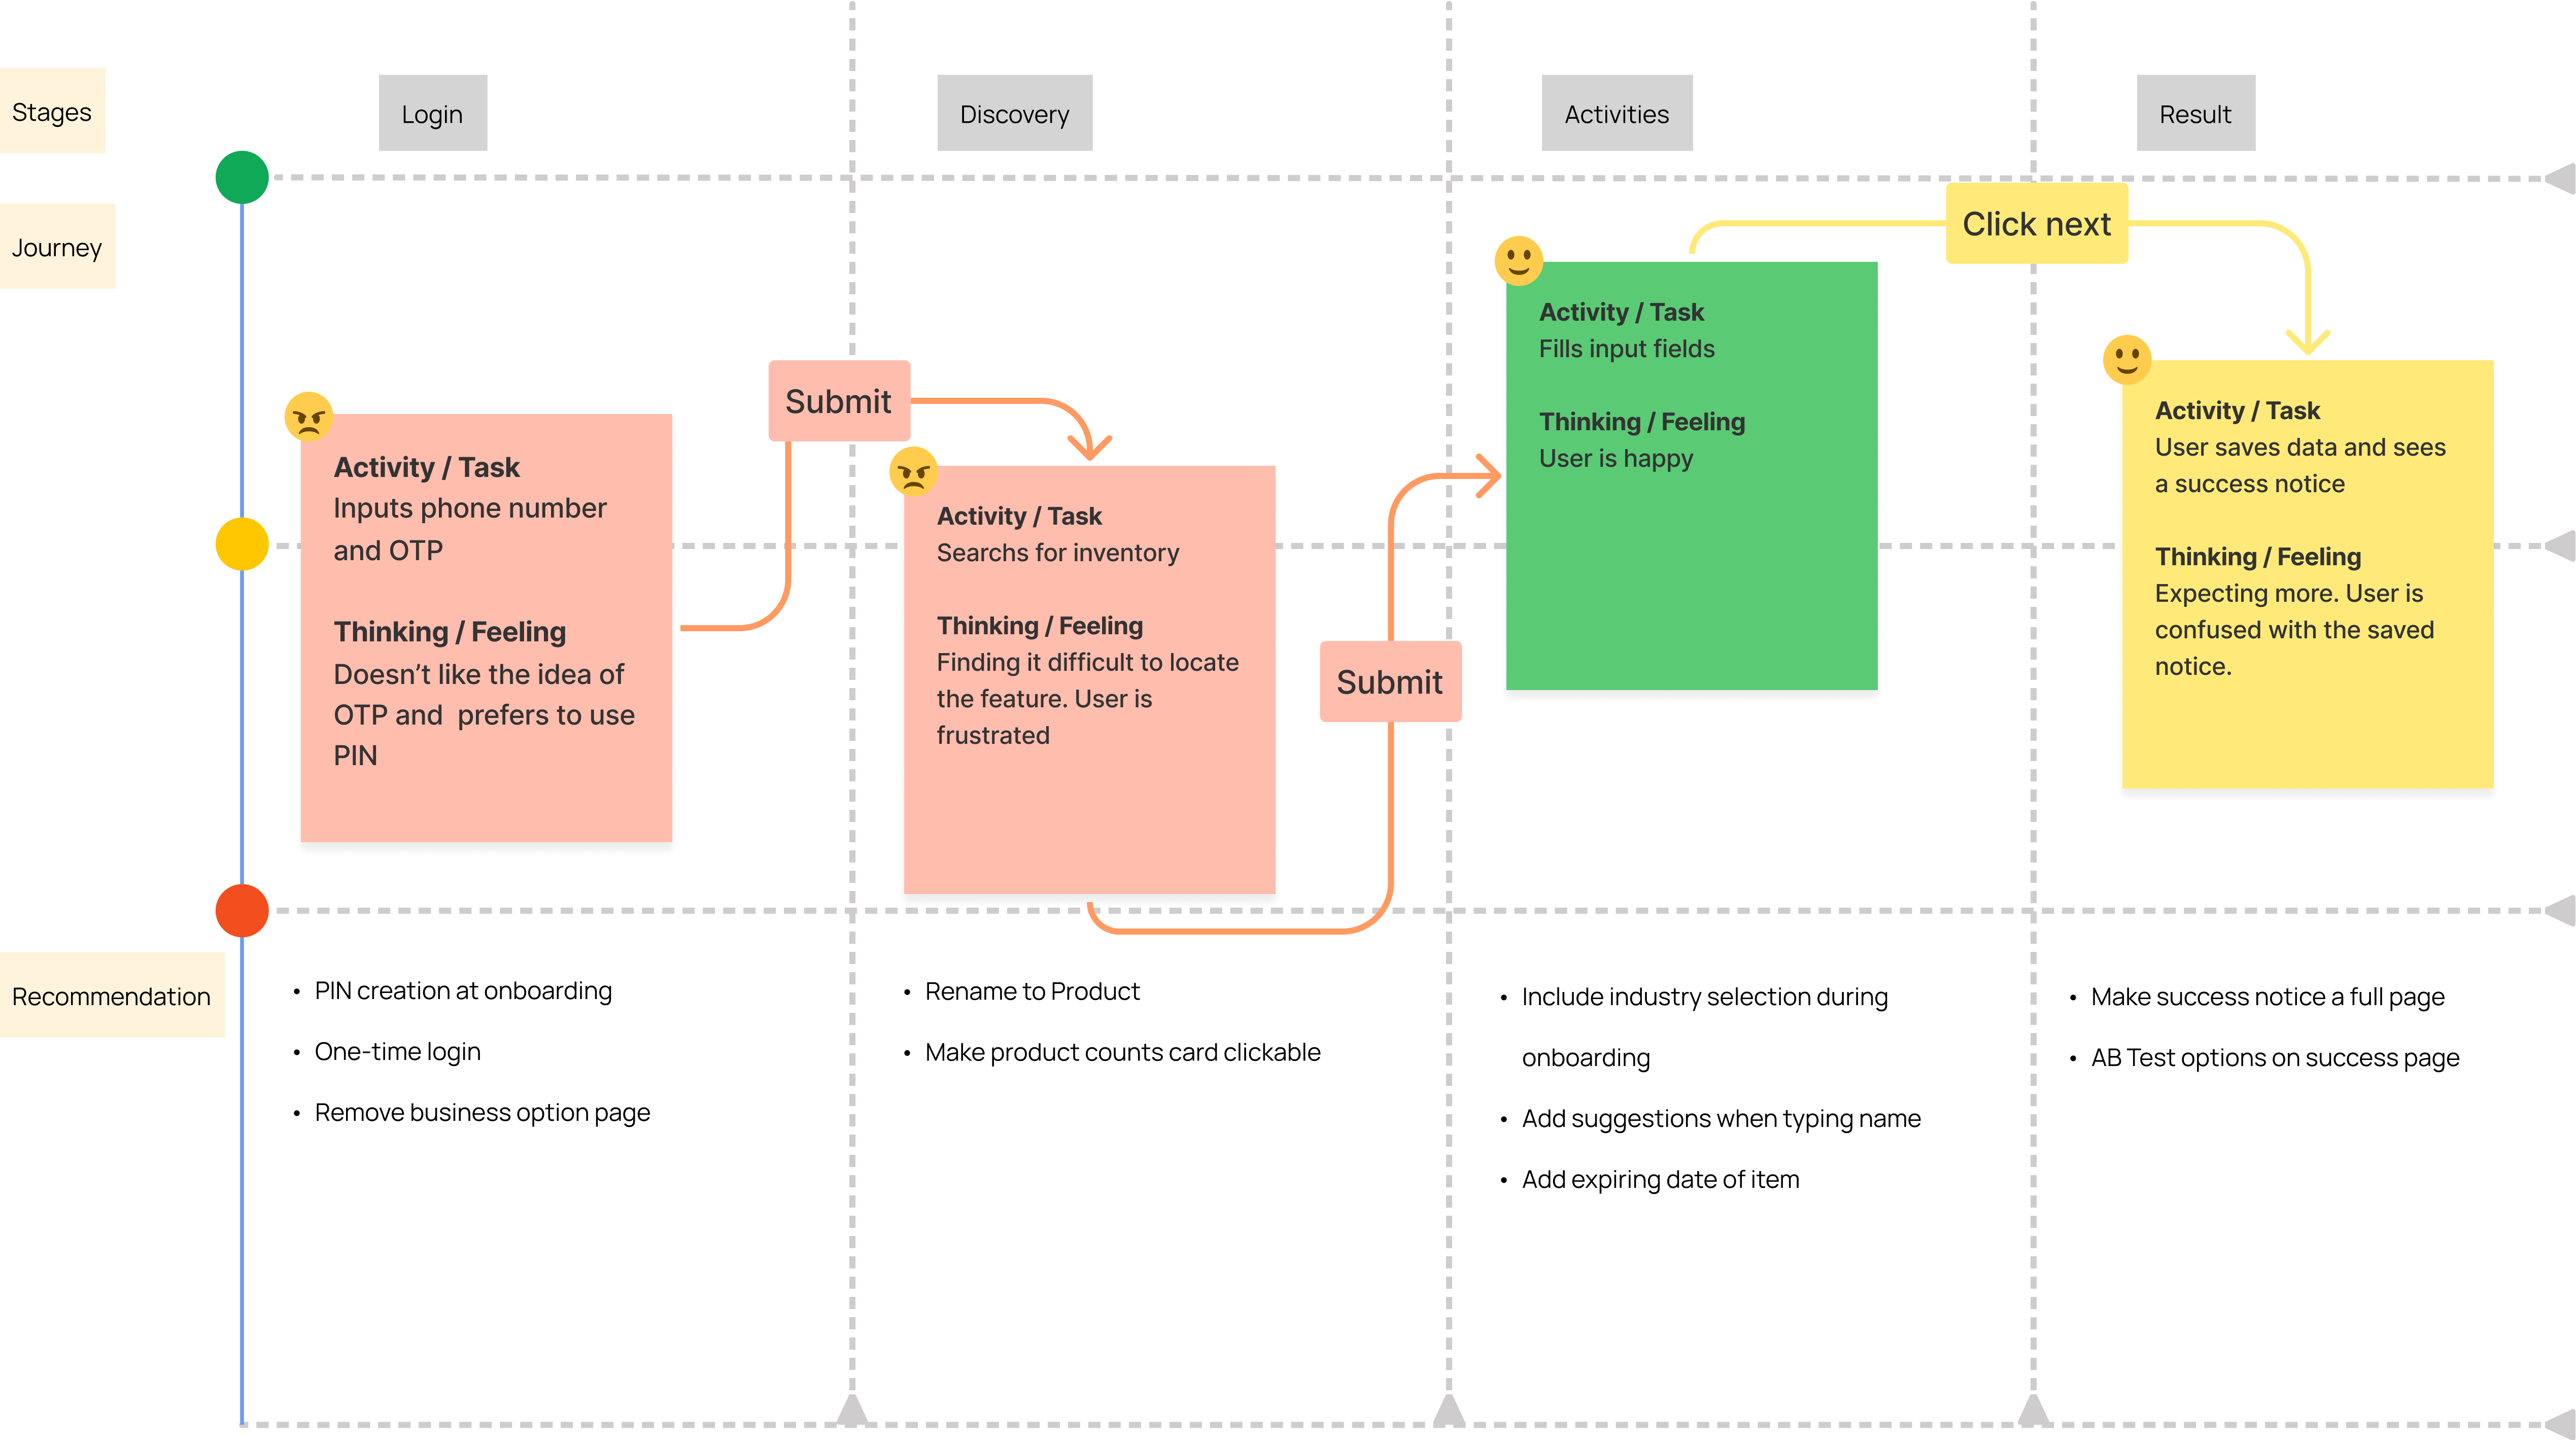 Stages
Login
Discovery
Activities
Result
Journey
Activity / Task
Inputs phone number
and OTP
Thinking / Feeling
Doesn’t like the idea of
OTP and  prefers to use
PIN
Submit
Activity / Task
Searchs for inventory
Thinking / Feeling
Finding it difficult to locate
the feature. User is
frustrated
Submit
Activity / Task
Fills input fields
Thinking / Feeling
User is happy
Click next
Activity / Task
User saves data and sees
a success notice
Thinking / Feeling
Expecting more. User is
confused with the saved
notice.
Recommendation
• PIN creation at onboarding
• One-time login
• Remove business option page
• Rename to Product
• Make product counts card clickable
• Include industry selection during
onboarding
• Add suggestions when typing name
• Add expiring date of item
• Make success notice a full page
• AB Test options on success page